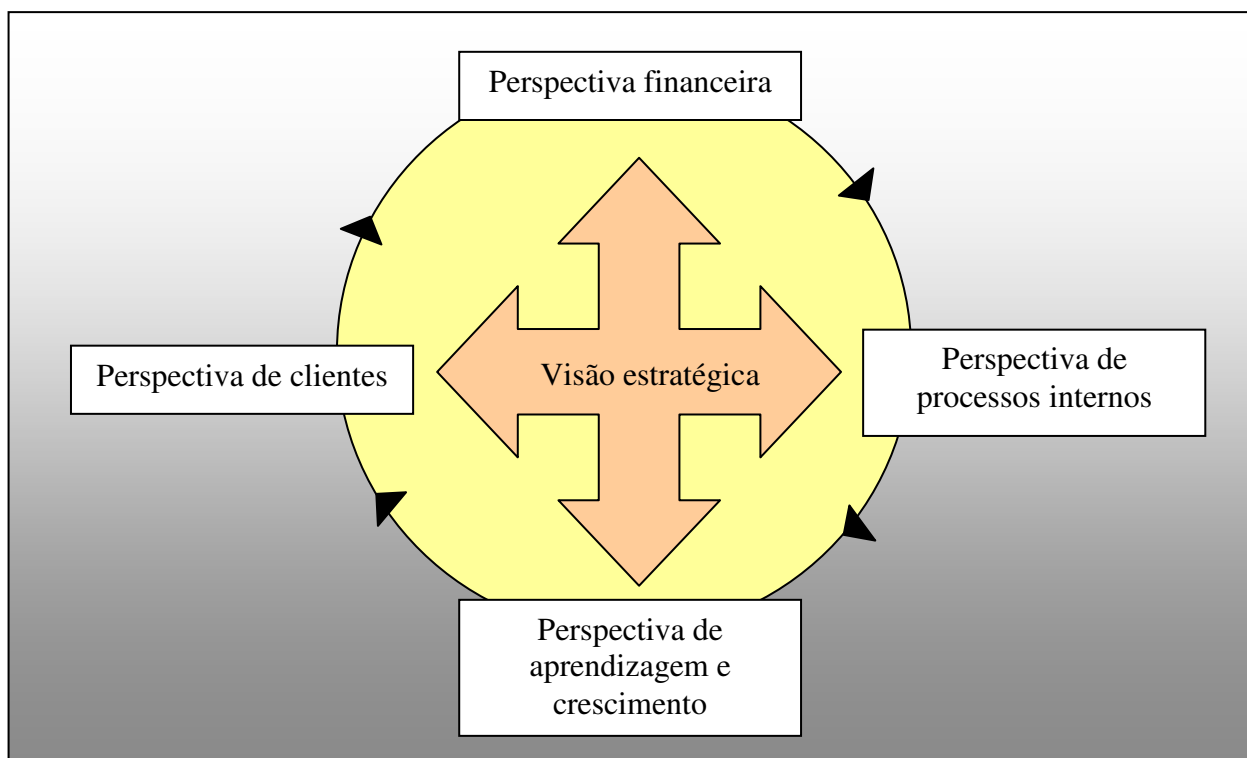 Perspectiva financeira
Perspectiva de clientes
Visão estratégica
Perspectiva de
processos internos
Perspectiva de
aprendizagem e
crescimento